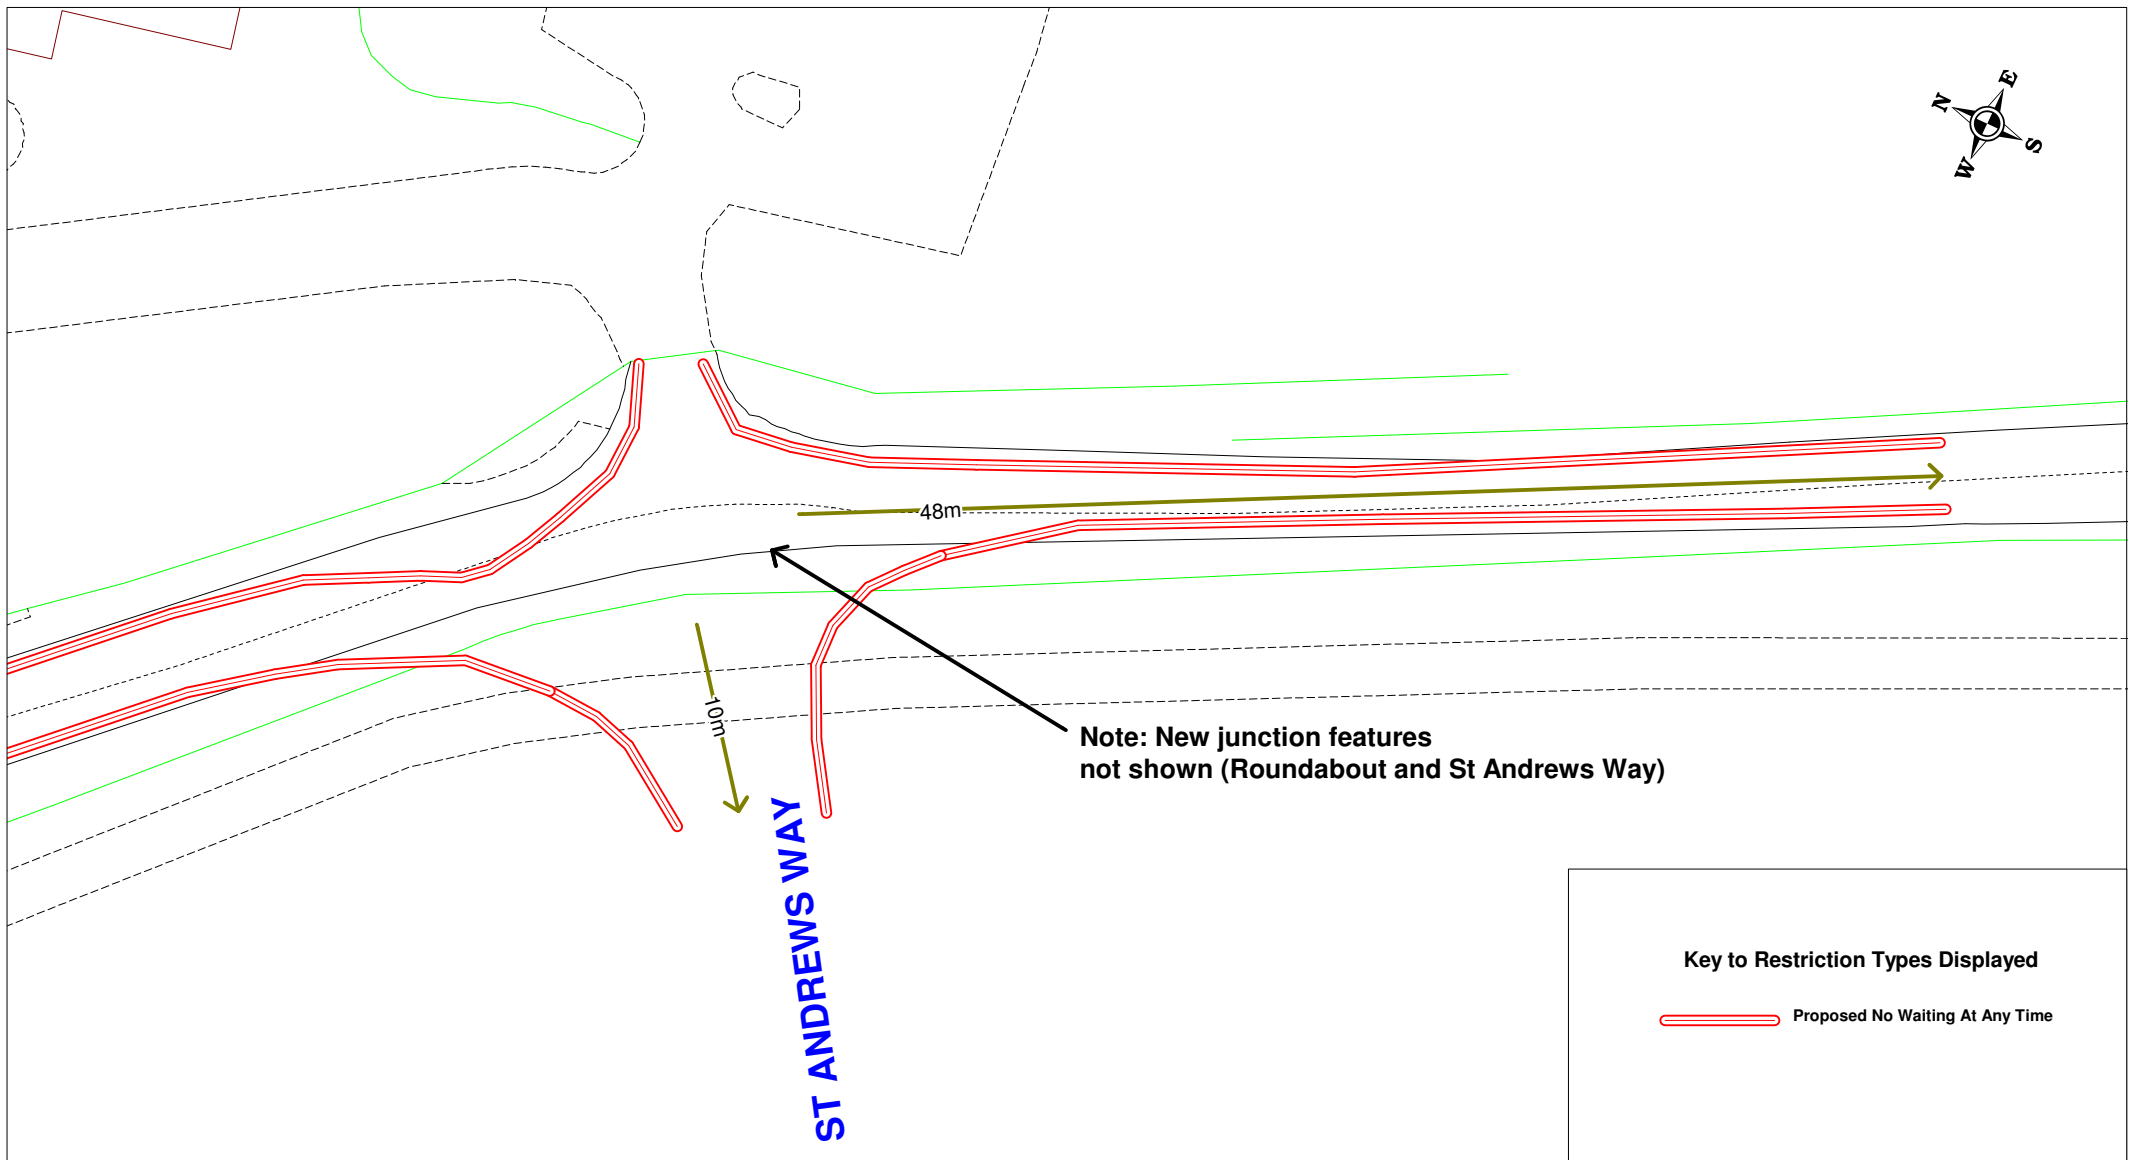 N
E
S
W
48m
10m
Note: New junction features
not shown (Roundabout and St Andrews Way)
ST ANDREWS WAY
Key to Restriction Types Displayed
Proposed No Waiting At Any Time